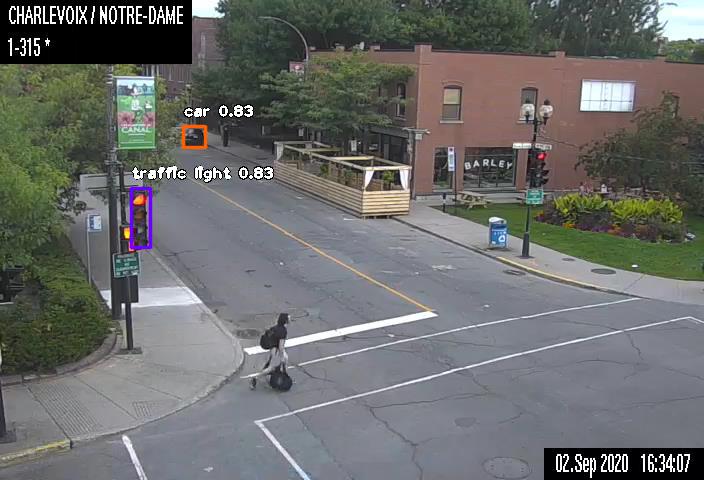 CHARLEVOIX / NOTRE-DAME
1-315 *
car 0.83
CANAL
traffic light 0.83
BARLEY
02.Sep 2020 16:34:07